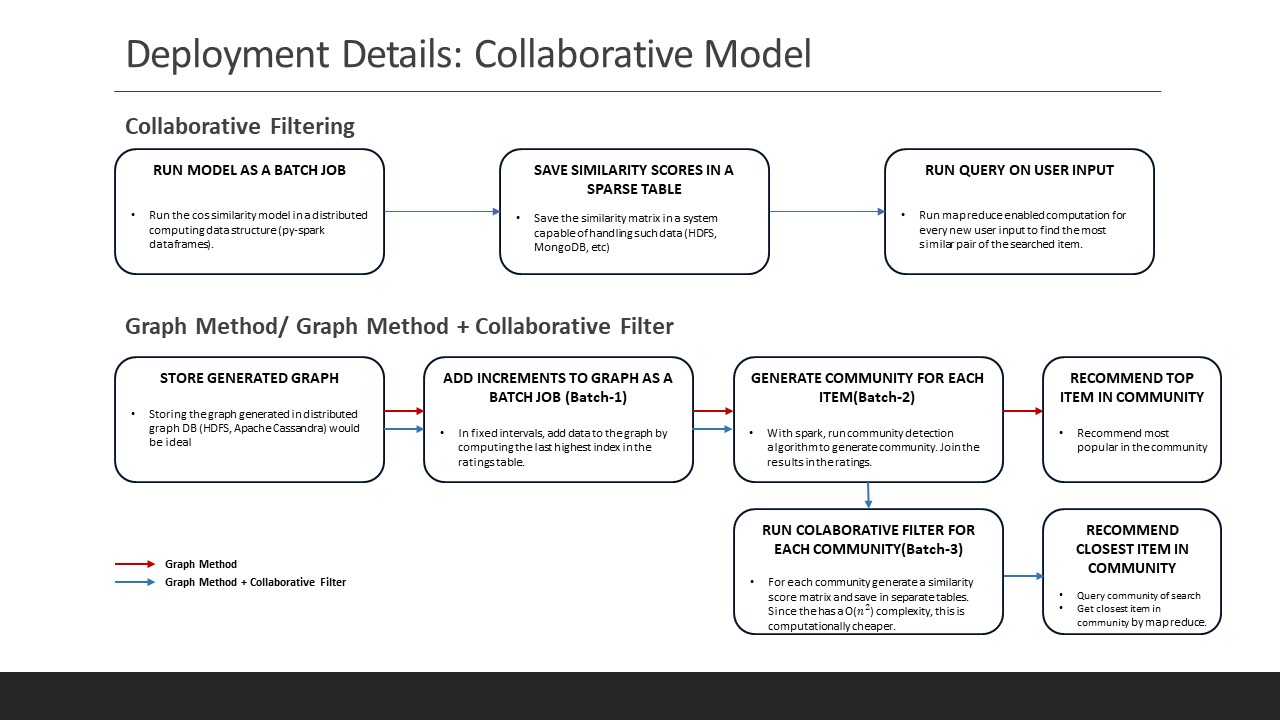 Deployment Details: Collaborative Model
Collaborative Filtering
RUN MODEL AS A BATCH JOB
• Run the cos similarity model in a distributed
computing data structure (py-spark
dataframes).
SAVE SIMILARITY SCORES IN A
SPARSE TABLE
• Save the similarity matrix in a system
capable of handling such data (HDFS,
MongoDB, etc)
RUN QUERY ON USER INPUT
• Run map reduce enabled computation for
every new user input to find the most
similar pair of the searched item.
Graph Method/ Graph Method + Collaborative Filter
STORE GENERATED GRAPH
• Storing the graph generated in distributed
graph DB (HDFS, Apache Cassandra) would
be ideal
ADD INCREMENTS TO GRAPH AS A
BATCH JOB (Batch-1)
• In fixed intervals, add data to the graph by
computing the last highest index in the
ratings table.
GENERATE COMMUNITY FOR EACH
ITEM(Batch-2)
• With spark, run community detection
algorithm to generate community. Join the
results in the ratings.
RECOMMEND TOP
ITEM IN COMMUNITY
• Recommend most
popular in the community
RUN COLABORATIVE FILTER FOR
EACH COMMUNITY(Batch-3)
• For each community generate a similarity
score matrix and save in separate tables.
Since the has a O(n²) complexity, this is
computationally cheaper.
RECOMMEND
CLOSEST ITEM IN
COMMUNITY
• Query community of search
• Get closest item in
community by map reduce.
Graph Method
Graph Method + Collaborative Filter